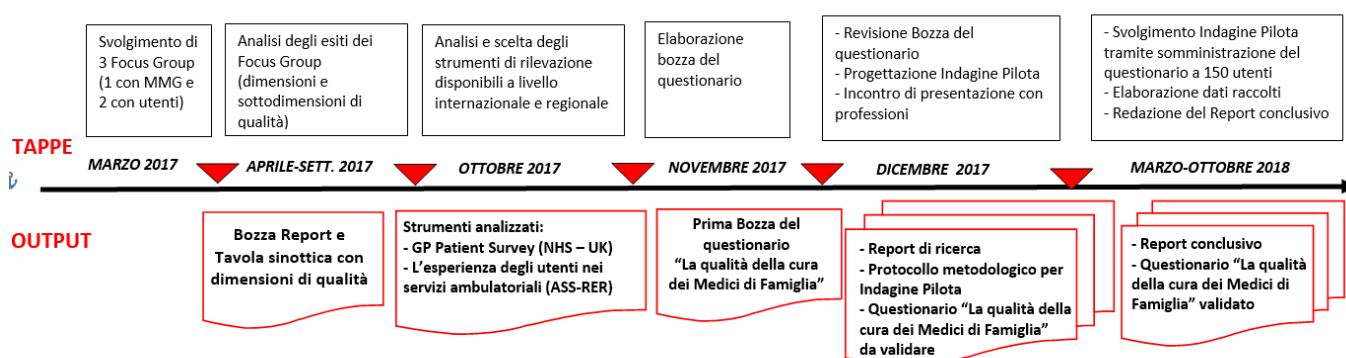 Svolgimento di
3 Focus Group
(1 con MMG e
2 con utenti)
Analisi degli esiti dei
Focus Group
(dimensioni e
sottodimensioni di
qualità)
Analisi e scelta degli
strumenti di rilevazione
disponibili a livello
internazionale e regionale
Elaborazione
bozza del
questionario
- Revisione Bozza del
questionario
- Progettazione Indagine Pilota
- Incontro di presentazione con
professioni
- Svolgimento Indagine Pilota
tramite somministrazione del
questionario a 150 utenti
- Elaborazione dati raccolti
- Redazione del Report conclusivo
TAPPE
MARZO 2017
APRILE-SETT. 2017
OTTOBRE 2017
NOVEMBRE 2017
DICEMBRE 2017
MARZO-OTTOBRE 2018
OUTPUT
Bozza Report e
Tavola sinottica con
dimensioni di qualità
Strumenti analizzati:
- GP Patient Survey (NHS – UK)
- L'esperienza degli utenti nei
servizi ambulatoriali (ASS-RER)
Prima Bozza del
questionario
“La qualità della cura
dei Medici di Famiglia”
- Report di ricerca
- Protocollo metodologico per
Indagine Pilota
- Questionario “La qualità della
cura dei Medici di Famiglia”
da validare
- Report conclusivo
- Questionario “La qualità
della cura dei Medici di
Famiglia” validato